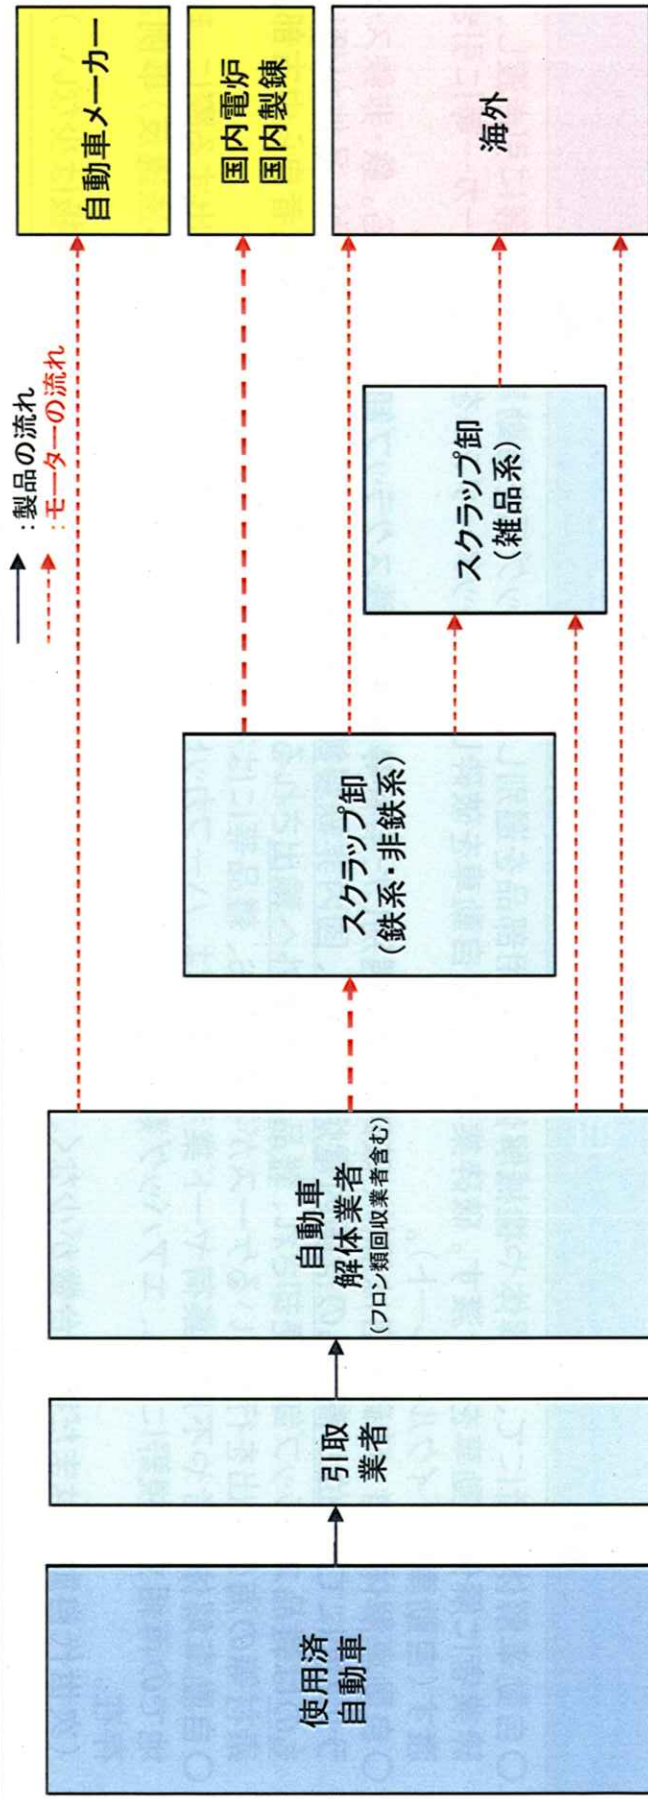 ：製品の流れ
：モーターの流れ
使用済
自動車
引取
業者
自動車
解体業者
（フロン類回収業者含む）
スクラップ卸
（鉄系・非鉄系）
スクラップ卸
（雑品系）
自動車メーカー
国内電炉
国内製錬
海外